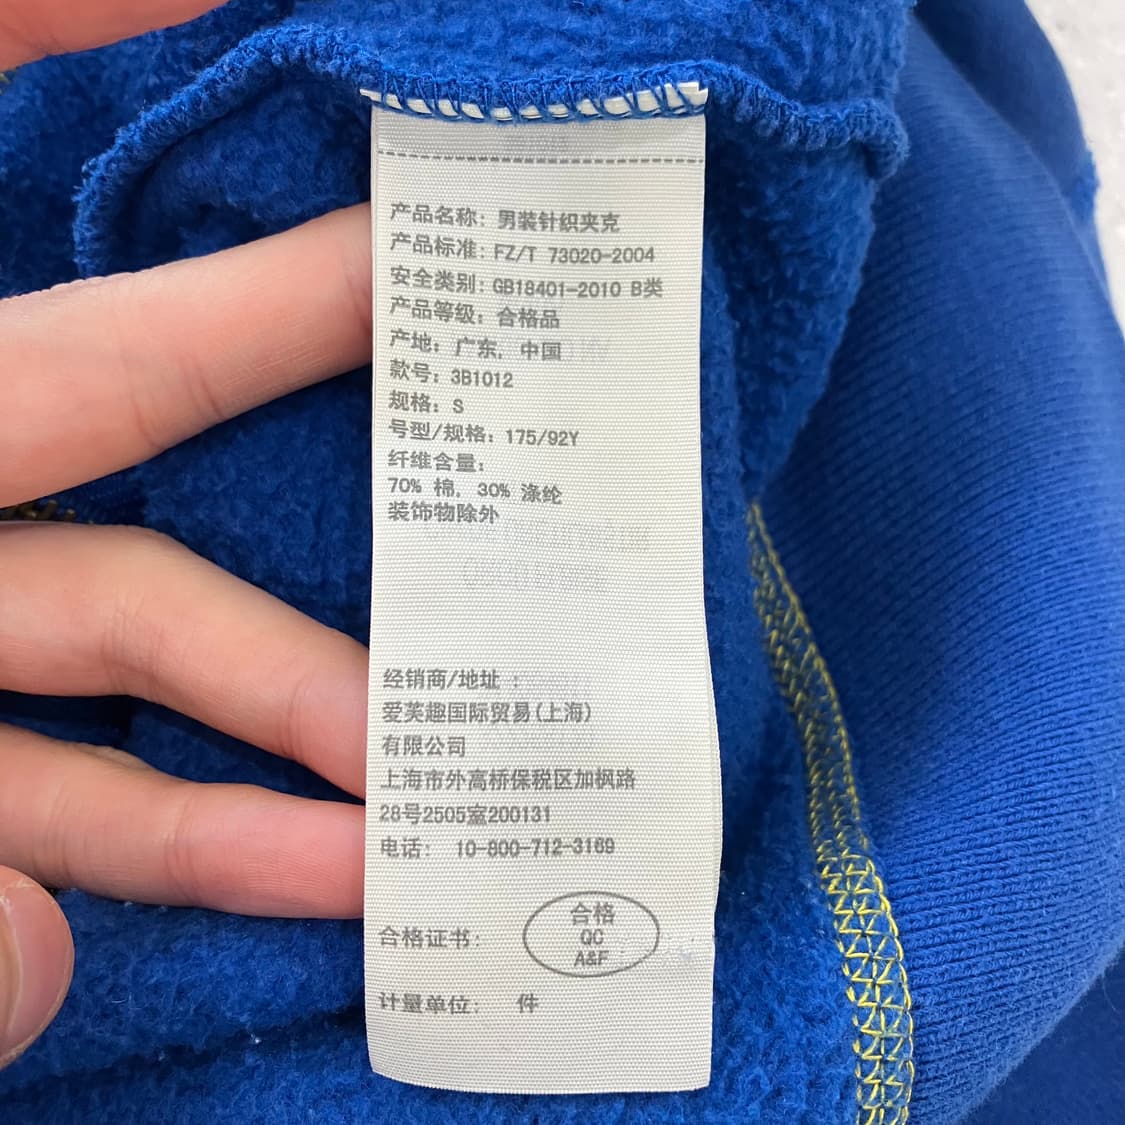 产品名称: 男装针织夹克
产品标准: FZ/T 73020-2004
安全类别: GB18401-2010 B类
产品等级: 合格品
产地: 广东, 中国
款号: 3B1012
规格: S
号型/规格: 175/92Y
纤维含量:
70% 棉, 30% 涤纶
装饰物除外
经销商/地址 :
爱芙趣国际贸易(上海)
有限公司
上海市外高桥保税区加枫路
28号2505室200131
电话: 10-800-712-3169
合格证书:
合格
QC
A&F
计量单位: 件